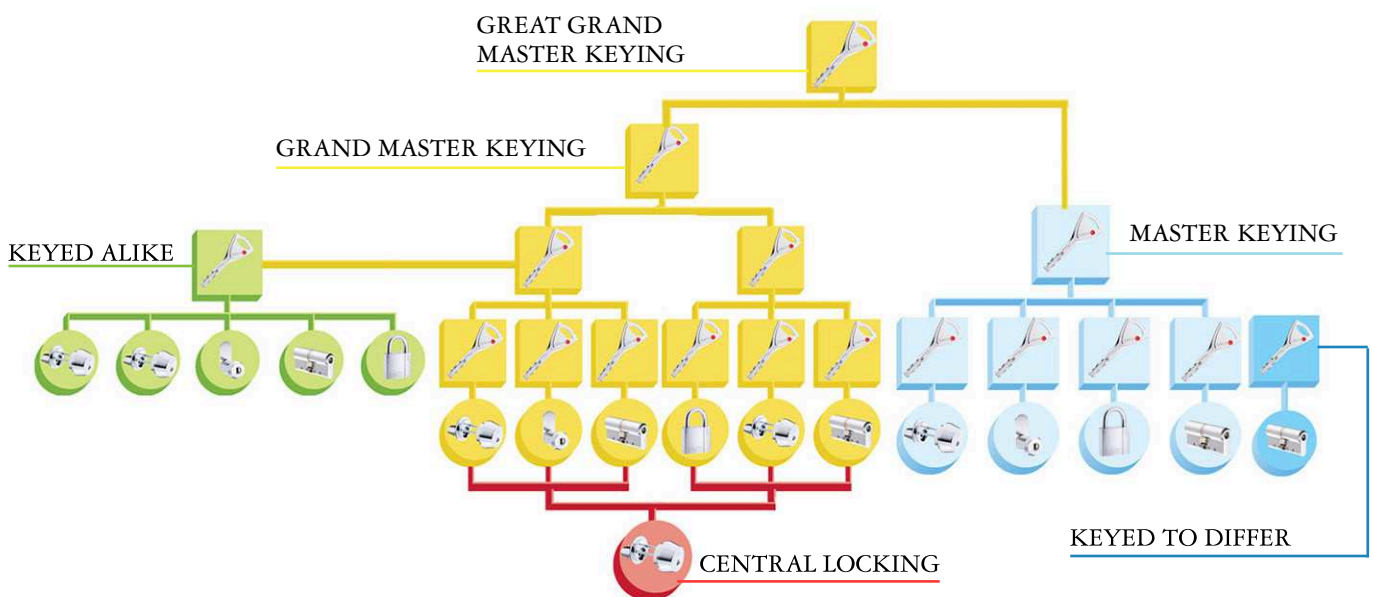 GREAT GRAND
MASTER KEYING
GRAND MASTER KEYING
KEYED ALIKE
MASTER KEYING
KEYED TO DIFFER
CENTRAL LOCKING